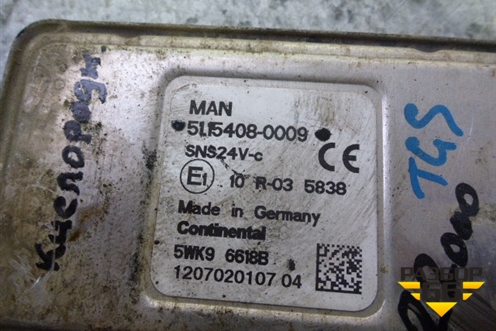 Кислородн
MAN
51.15408-0009
SNS24V-c
CE
E1 10 R-03 5838
Made in Germany
Continental
5WK9 6618B
1207020107 04
TGS